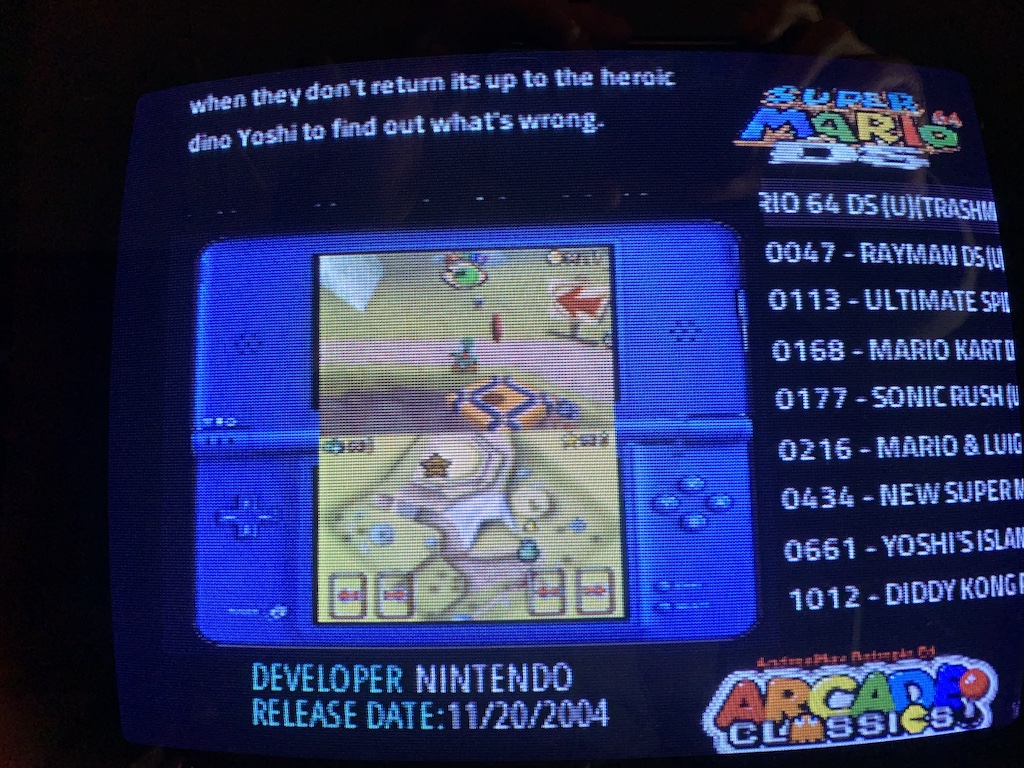 when they don't return its up to the heroic
dino Yoshi to find out what's wrong.
SUPER
MARIO 64
DS
RIO 64 DS (U)(TRASHM
0047 - RAYMAN DS (U
0113 - ULTIMATE SPI
0168 - MARIO KART D
0177 - SONIC RUSH (U
0216 - MARIO & LUIG
0434 - NEW SUPER M
0661 - YOSHI'S ISLAN
1012 - DIDDY KONG R
DEVELOPER NINTENDO
RELEASE DATE:11/20/2004
ARCADE
CLASSICS